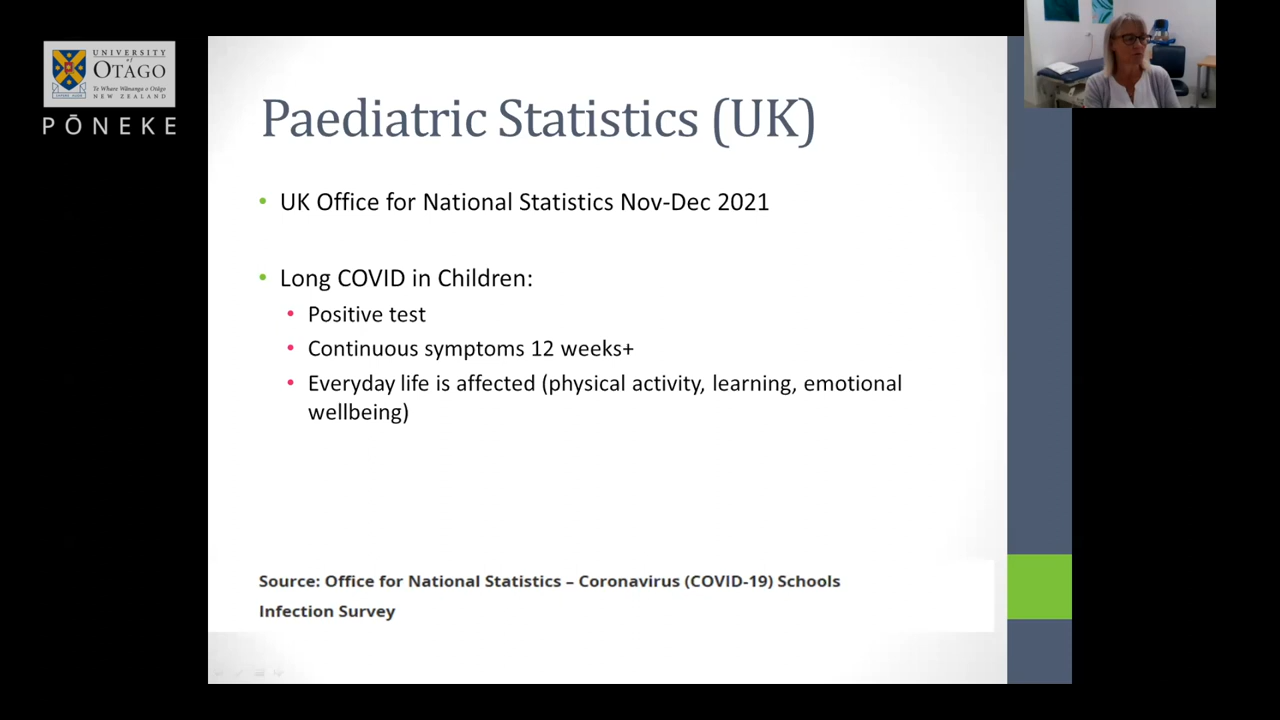 UNIVERSITY
of
OTAGO
Te Whare Wānanga o Otāgo
NEW ZEALAND
PŌNEKE
Paediatric Statistics (UK)
• UK Office for National Statistics Nov-Dec 2021
• Long COVID in Children:
• Positive test
• Continuous symptoms 12 weeks+
• Everyday life is affected (physical activity, learning, emotional
wellbeing)
Source: Office for National Statistics – Coronavirus (COVID-19) Schools
Infection Survey